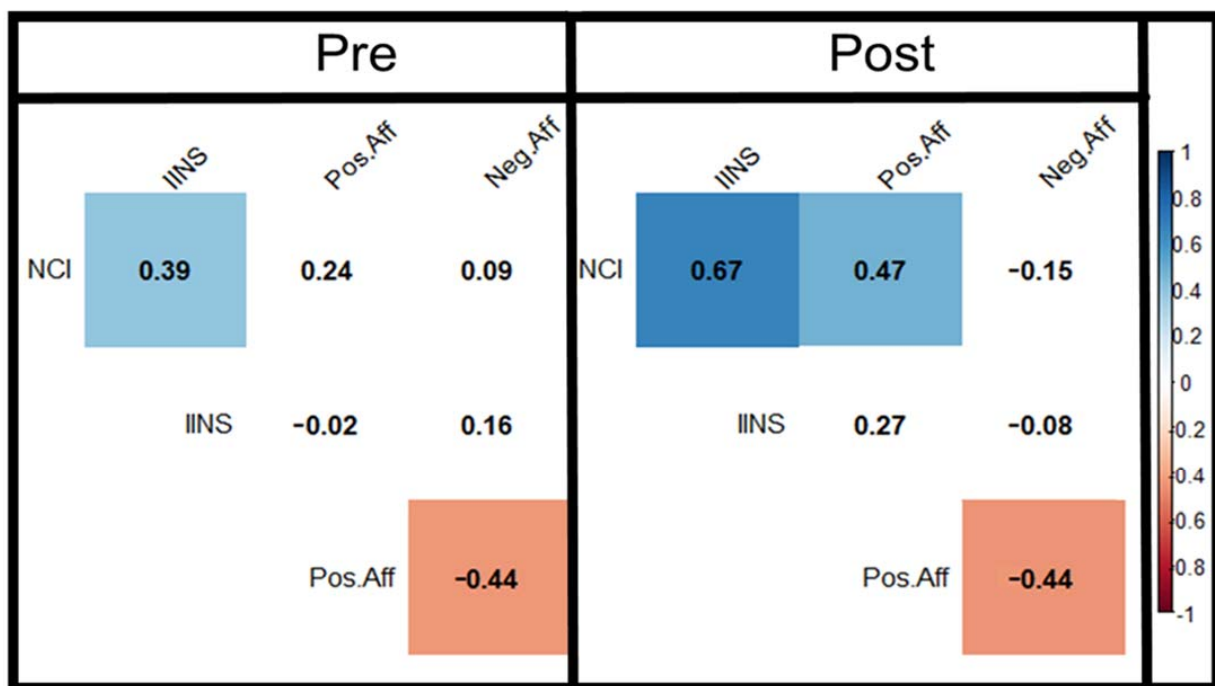 Pre Post
IINS Pos.Aff Neg.Aff IINS Pos.Aff Neg.Aff
NCI 0.39 0.24 0.09 NCI 0.67 0.47 −0.15
IINS −0.02 0.16 IINS 0.27 −0.08
Pos.Aff −0.44 Pos.Aff −0.44
1
0.8
0.6
0.4
0.2
0
-0.2
-0.4
0.6
-0.8
-1